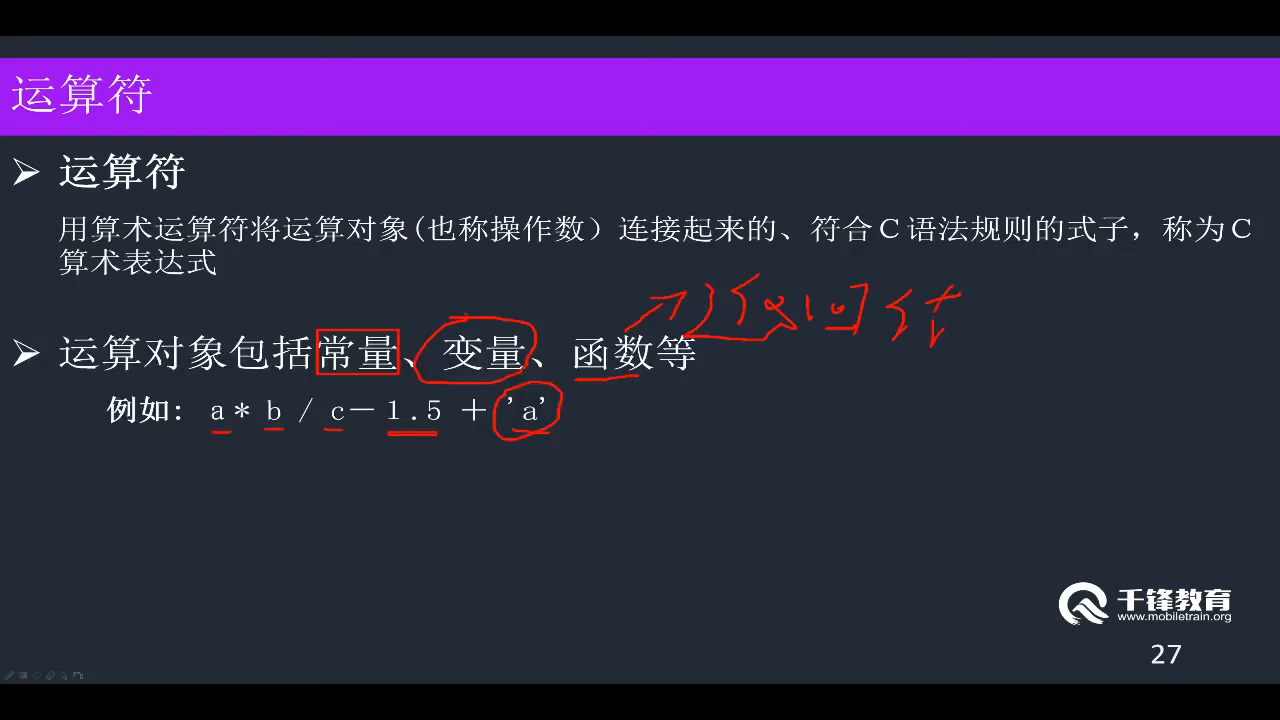 运算符
运算符
用算术运算符将运算对象(也称操作数）连接起来的、符合Ｃ语法规则的式子，称为Ｃ
算术表达式
运算对象包括常量、变量、函数等
例如: a* b / c－1.5 ＋ 'a'
千锋教育
www.mobiletrain.org
27